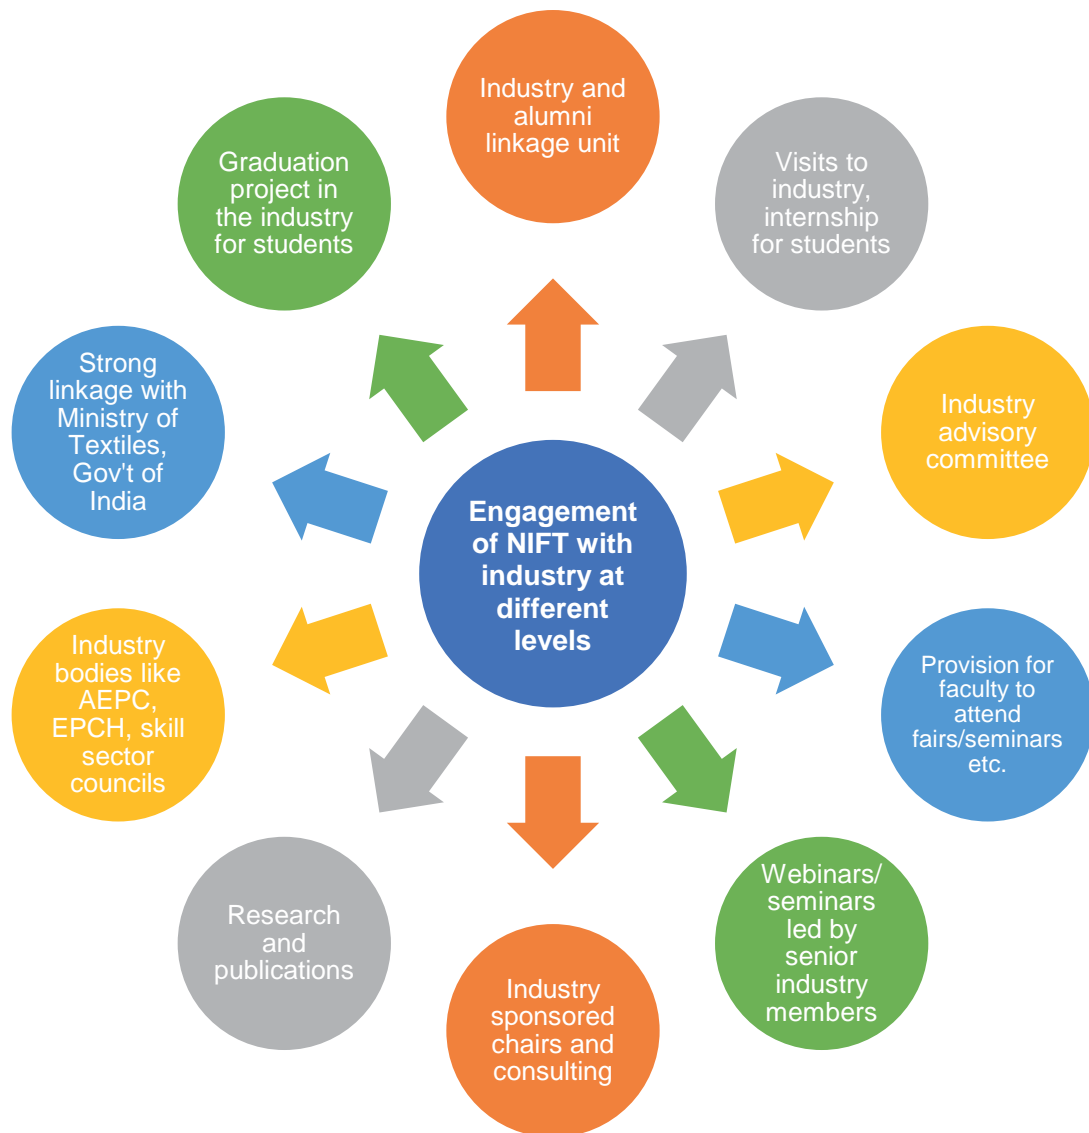 Industry and
alumni
linkage unit
Visits to
industry,
internship
for students
Industry
advisory
committee
Provision for
faculty to
attend
fairs/seminars
etc.
Webinars/
seminars
led by
senior
industry
members
Industry
sponsored
chairs and
consulting
Research
and
publications
Industry
bodies like
AEPC,
EPCH, skill
sector
councils
Strong
linkage with
Ministry of
Textiles,
Gov't of
India
Graduation
project in
the industry
for students
Engagement
of NIFT with
industry at
different
levels